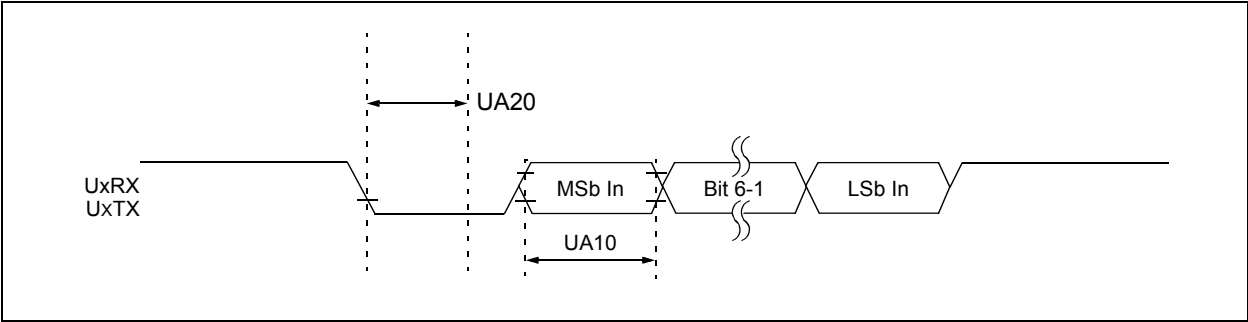 UA20
UxRX
UXTX
MSb In
Bit 6-1
LSb In
UA10